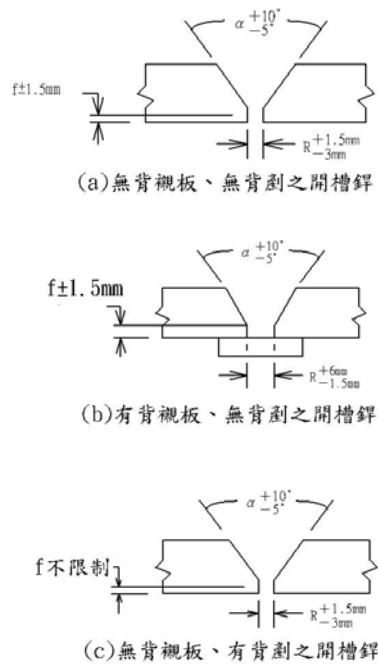 α+10°-5°
f±1.5mm
R+1.5mm-3mm
(a)無背襯板、無背剷之開槽銲
α+10°-5°
f±1.5mm
R+6mm-1.5mm
(b)有背襯板、無背剷之開槽銲
α+10°-5°
f不限制
R+1.5mm-3mm
(c)無背襯板、有背剷之開槽銲